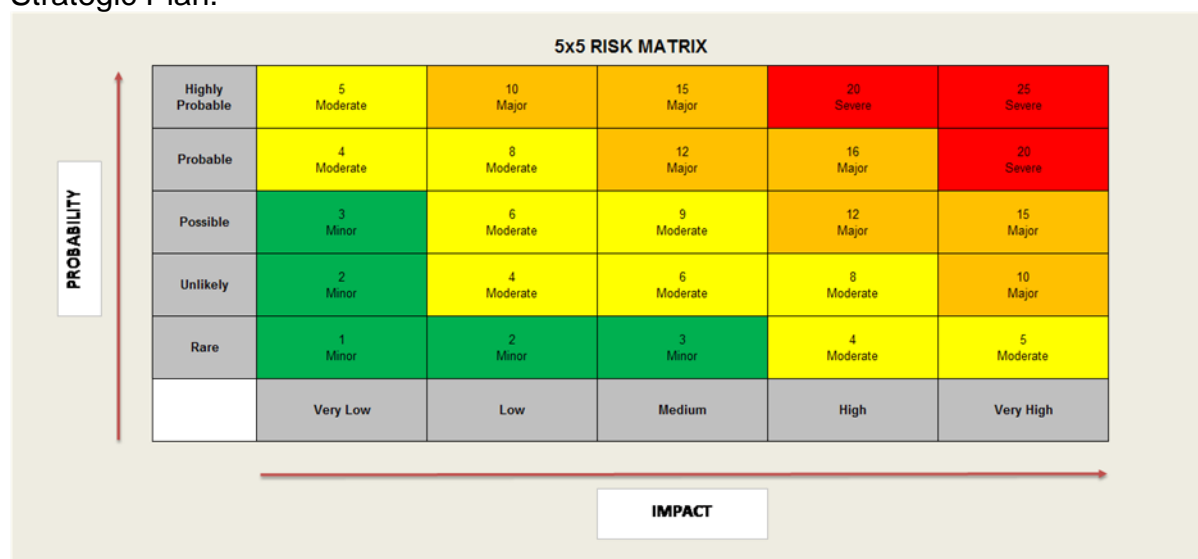 Strategic Plan.
5x5 RISK MATRIX
Highly
Probable
5
Moderate
10
Major
15
Major
20
Severe
25
Severe
Probable
4
Moderate
8
Moderate
12
Major
16
Major
20
Severe
PROBABILITY
Possible
3
Minor
6
Moderate
9
Moderate
12
Major
15
Major
Unlikely
2
Minor
4
Moderate
6
Moderate
8
Moderate
10
Major
Rare
1
Minor
2
Minor
3
Minor
4
Moderate
5
Moderate
Very Low
Low
Medium
High
Very High
IMPACT